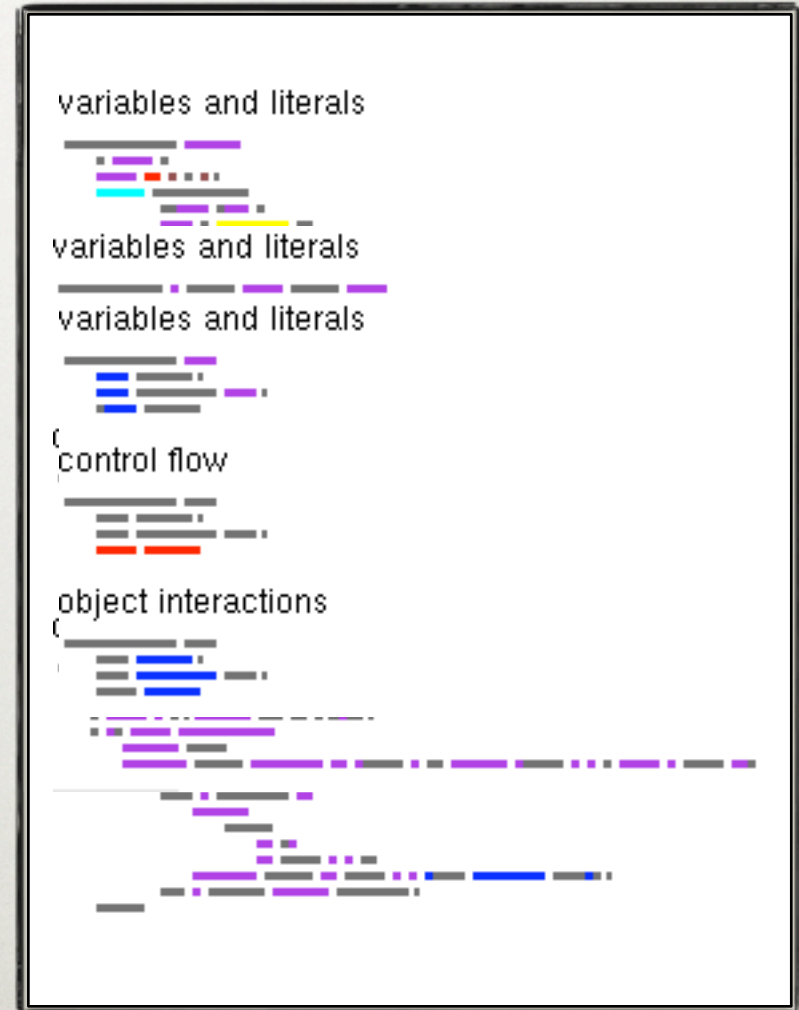 variables and literals
variables and literals
variables and literals
control flow
object interactions